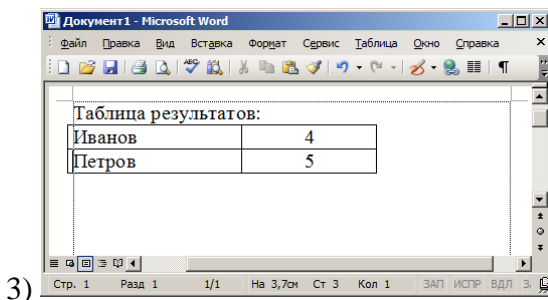 Документ1 - Microsoft Word
Файл Правка Вид Вставка Формат Сервис Таблица Окно Справка
Таблица результатов:
Иванов 4
Петров 5
3) Стр. 1 Разд 1 1/1 На 3,7см Ст 3 Кол 1 ЗАП ИСПР ВДЛ